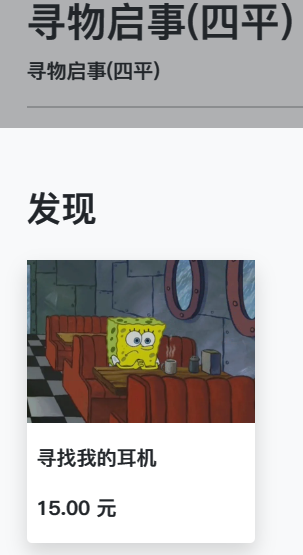 寻物启事(四平)
寻物启事(四平)
发现
寻找我的耳机
15.00 元